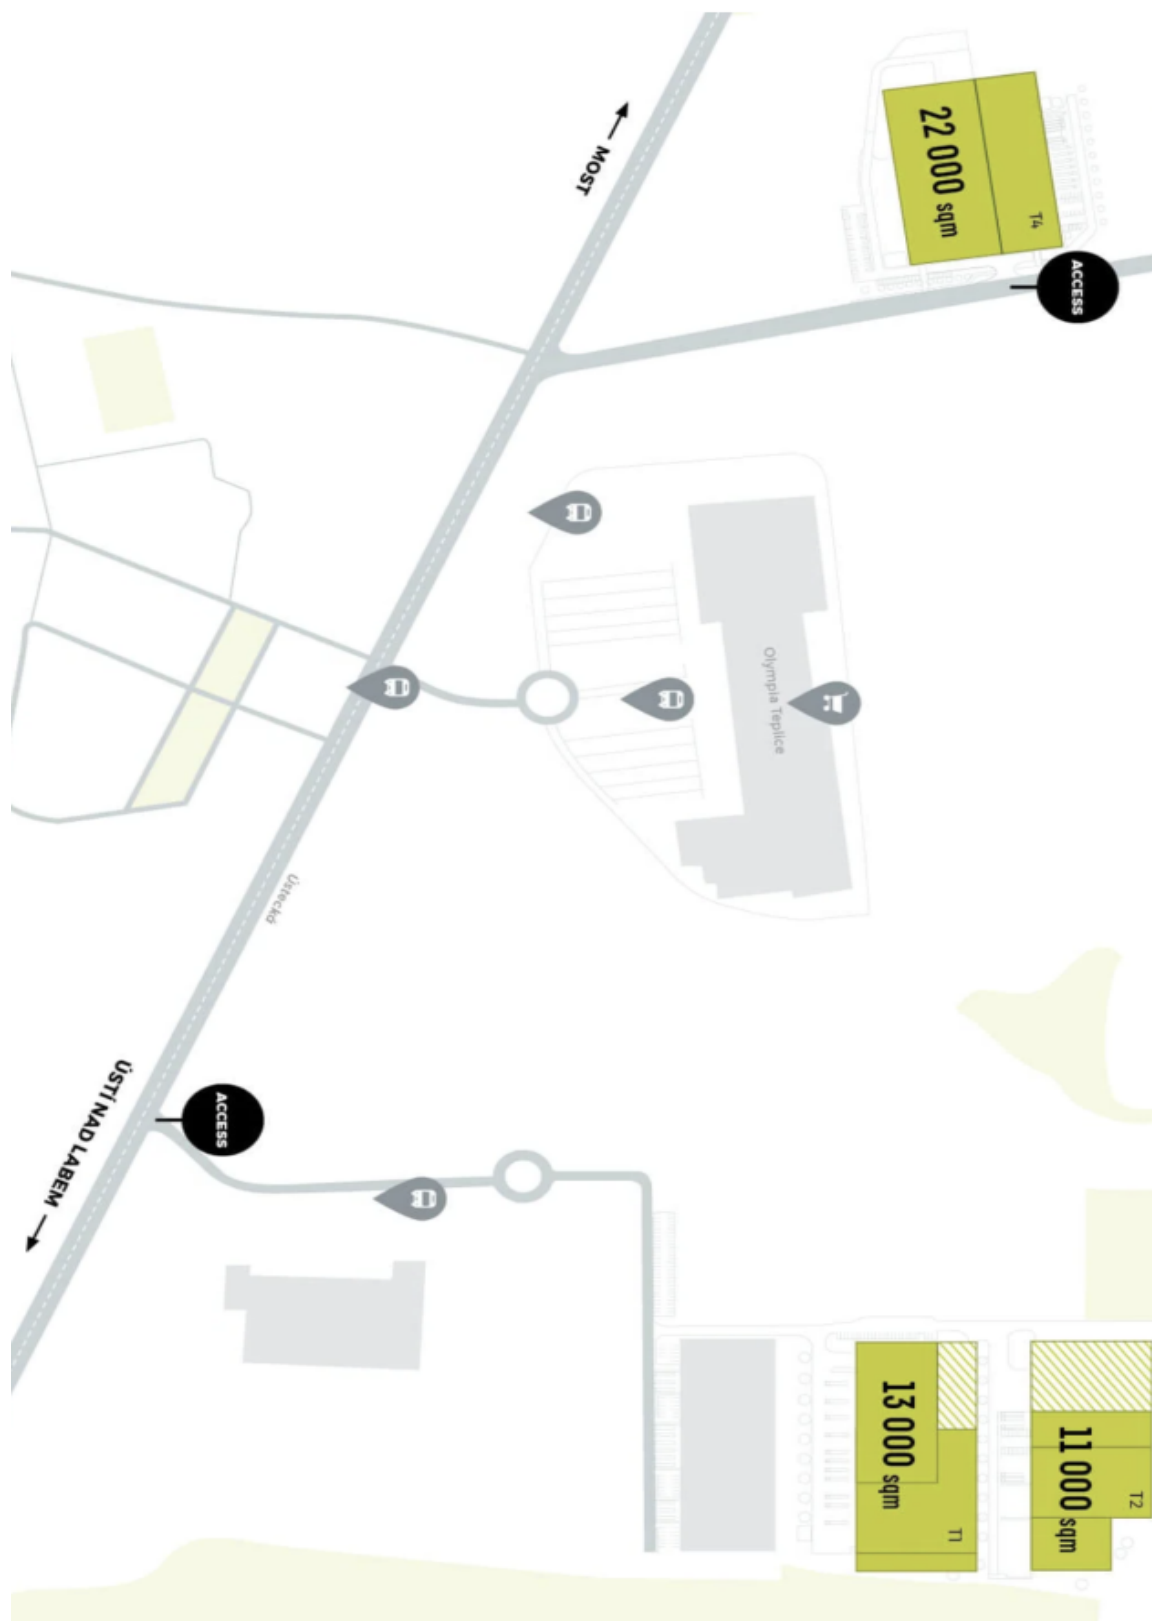 MOST
22 000 sqm
T4
ACCESS
Olympia Teplice
Ústecká
ÚSTÍ NAD LABEM
ACCESS
13 000 sqm
T1
11 000 sqm
T2